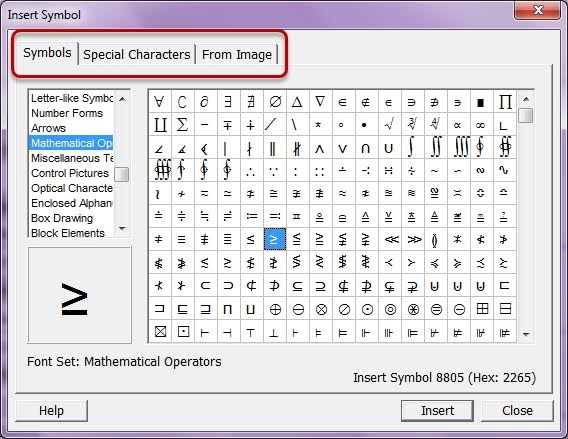 Insert Symbol
Symbols
Special Characters
From Image
Letter-like Symbo
Number Forms
Arrows
Mathematical Op
Miscellaneous Te
Control Pictures
Optical Characte
Enclosed Alphan
Box Drawing
Block Elements
∀ ∁ ∂ ∃ ∄ ∅ ∆ ∇ ∈ ∉ ∊ ∋ ∌ ∍ ∎ ∏
∐ ∑ − ∓ ∔ ∕ ∖ ∗ ∘ ∙ √ ∛ ∜ ∝ ∞ ∟
∠ ∡ ∢ ∣ ∤ ∥ ∦ ∧ ∨ ∩ ∪ ∫ ∬ ∭ ∮ ∯
∰ ∱ ∲ ∳ ∴ ∵ ∶ ∷ ∸ ∹ ∺ ∻ ∼ ∽ ∾ ∿
≀ ≁ ≂ ≃ ≄ ≅ ≆ ≇ ≈ ≉ ≊ ≋ ≌ ≍ ≎ ≏
≐ ≑ ≒ ≓ ≔ ≕ ≖ ≗ ≘ ≙ ≚ ≛ ≜ ≝ ≞ ≟
≠ ≡ ≢ ≣ ≤ ≥ ≦ ≧ ≨ ≩ ≪ ≫ ≬ ≭ ≮ ≯
≰ ≱ ≲ ≳ ≴ ≵ ≶ ≷ ≸ ≹ ≺ ≻ ≼ ≽ ≾ ≿
⊀ ⊁ ⊂ ⊃ ⊄ ⊅ ⊆ ⊇ ⊈ ⊉ ⊊ ⊋ ⊌ ⊍ ⊎ ⊏
⊐ ⊑ ⊒ ⊓ ⊔ ⊕ ⊖ ⊗ ⊘ ⊙ ⊚ ⊛ ⊜ ⊝ ⊞ ⊟
⊠ ⊡ ⊢ ⊣ ⊤ ⊥ ⊦ ⊧ ⊨ ⊩ ⊪ ⊫ ⊬ ⊭ ⊮ ⊯
≥
Font Set: Mathematical Operators
Insert Symbol 8805 (Hex: 2265)
Help
Insert
Close